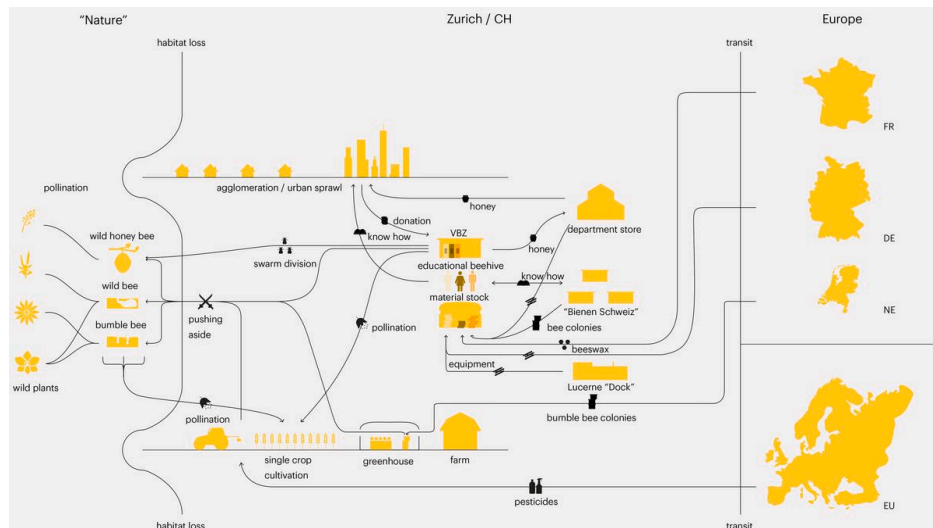 "Nature"
Zurich / CH
Europe
habitat loss
transit
FR
pollination
agglomeration / urban sprawl
honey
donation
VBZ
department store
know how
wild honey bee
honey
DE
swarm division
educational beehive
know how
wild bee
material stock
"Bienen Schweiz"
NE
bumble bee
pushing
aside
pollination
bee colonies
beeswax
equipment
Lucerne "Dock"
wild plants
pollination
bumble bee colonies
single crop
cultivation
greenhouse
farm
pesticides
EU
habitat loss
transit